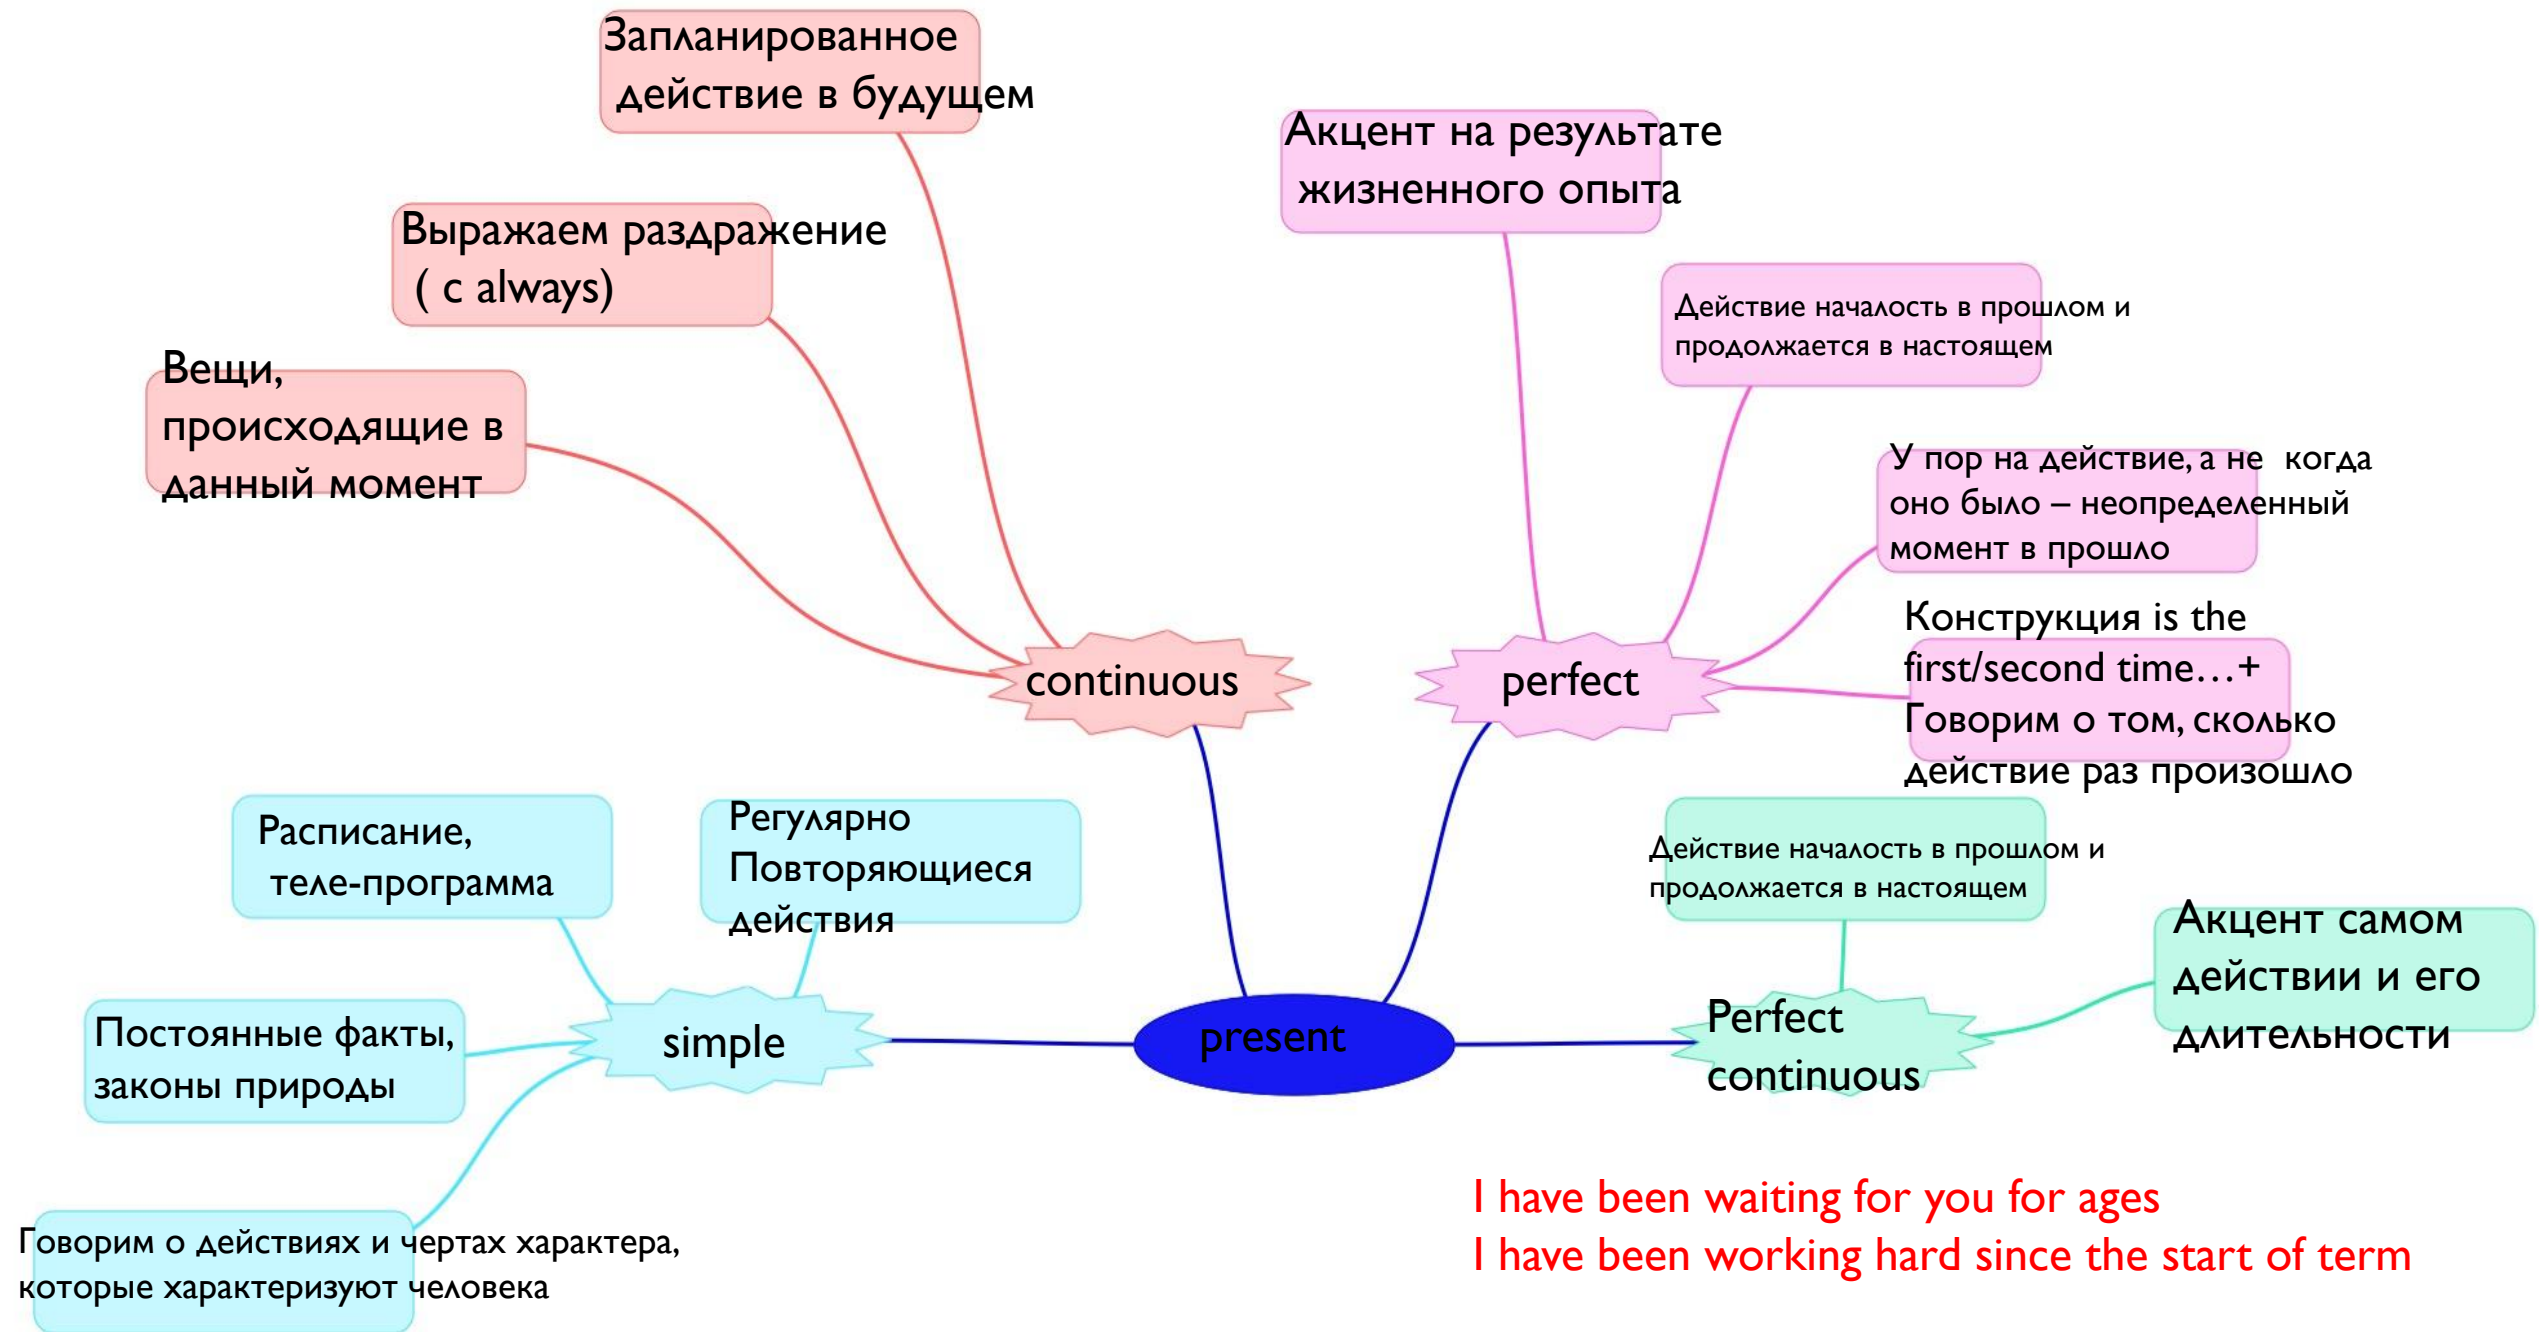 Запланированное
действие в будущем
Выражаем раздражение
( с always)
Вещи,
происходящие в
данный момент
continuous
Акцент на результате
жизненного опыта
Действие началость в прошлом и
продолжается в настоящем
У пор на действие, а не когда
оно было – неопределенный
момент в прошло
Конструкция is the
first/second time…+
Говорим о том, сколько
действие раз произошло
perfect
Расписание,
теле-программа
Регулярно
Повторяющиеся
действия
Постоянные факты,
законы природы
Говорим о действиях и чертах характера,
которые характеризуют человека
simple
present
Действие началость в прошлом и
продолжается в настоящем
Акцент самом
действии и его
длительности
Perfect
continuous
I have been waiting for you for ages
I have been working hard since the start of term